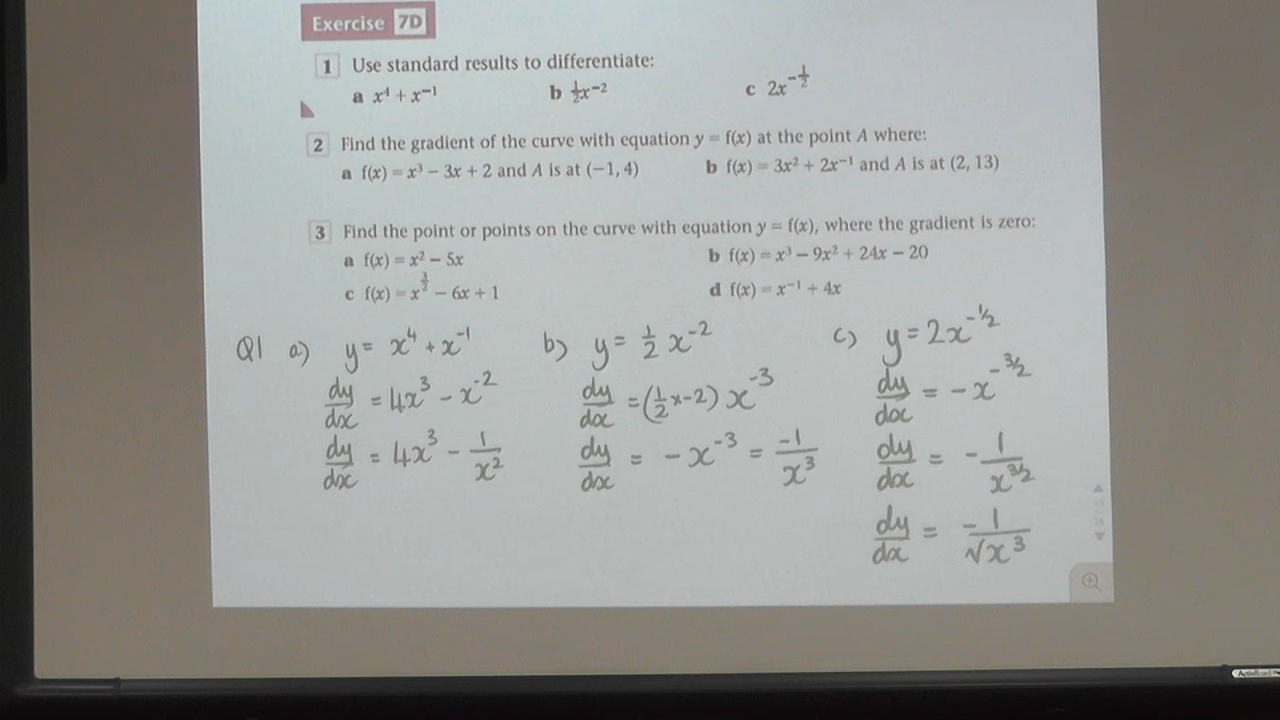 Exercise 7D
1 Use standard results to differentiate:
a x⁴ + x⁻¹ b ½x⁻² c 2x^(-1/2)
2 Find the gradient of the curve with equation y = f(x) at the point A where:
a f(x) = x³ − 3x + 2 and A is at (−1, 4) b f(x) = 3x² + 2x⁻¹ and A is at (2, 13)
3 Find the point or points on the curve with equation y = f(x), where the gradient is zero:
a f(x) = x² − 5x b f(x) = x³ − 9x² + 24x − 20
c f(x) = x^(3/2) − 6x + 1 d f(x) = x⁻¹ + 4x
Q1 a) y = x⁴ + x⁻¹ b) y = ½ x⁻² c) y = 2x^(-1/2)
dy/dx = 4x³ − x⁻² dy/dx = (½ x −2) x⁻³ dy/dx = − x^(-3/2)
dy/dx = 4x³ − 1/x² dy/dx = − x⁻³ = −1/x³ dy/dx = − 1/x^(3/2)
dy/dx = −1/√x³
ActivBoard